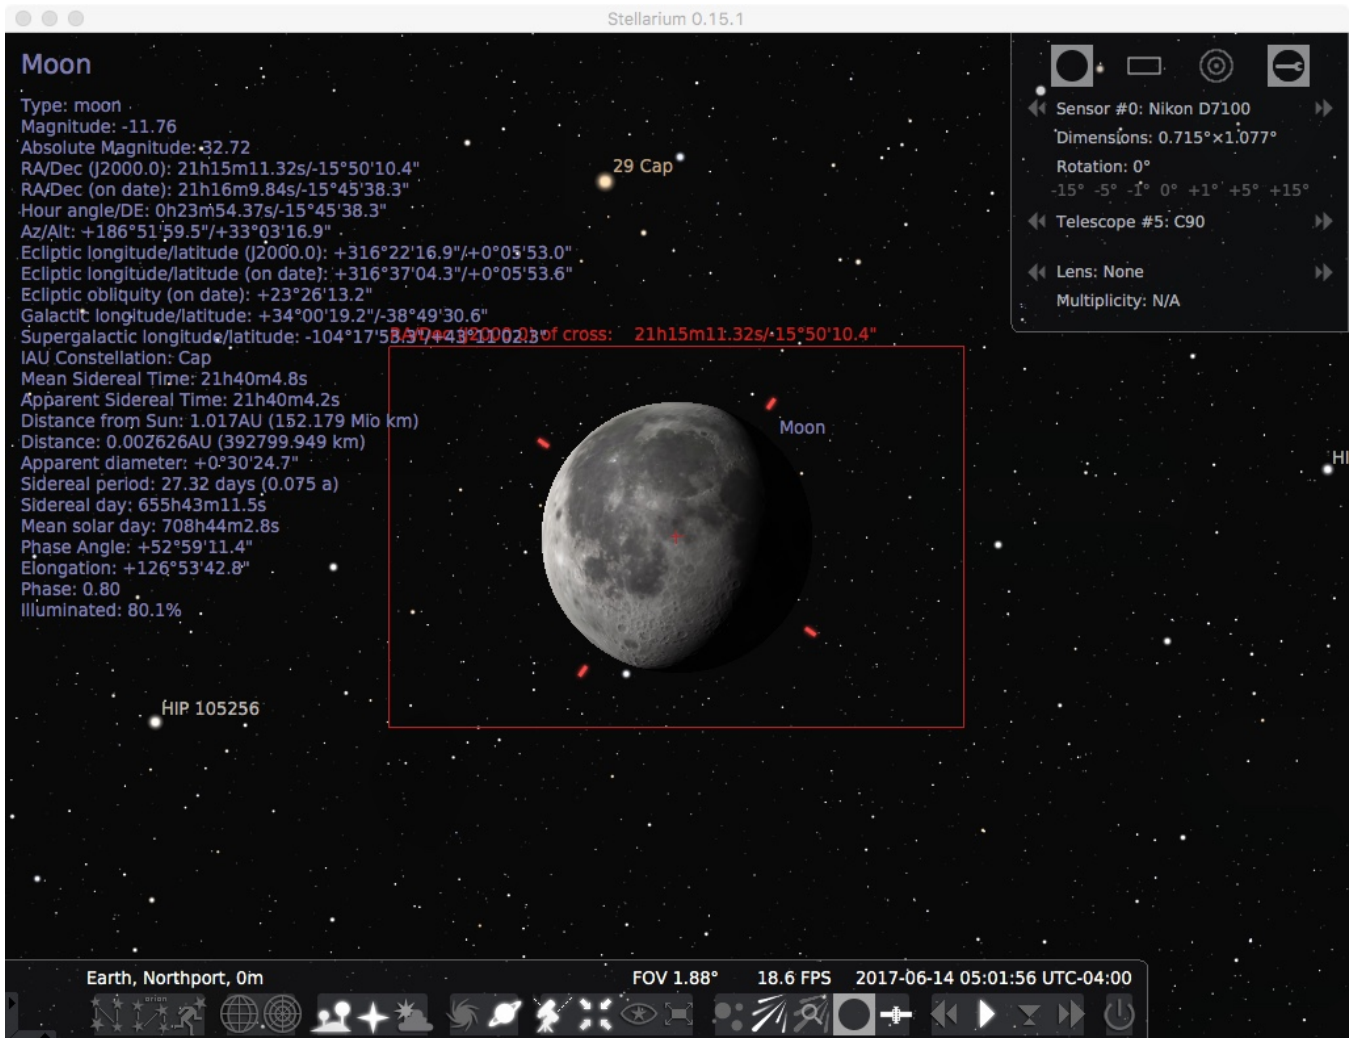 Stellarium 0.15.1
Moon
Type: moon
Magnitude: -11.76
Absolute Magnitude: 32.72
RA/Dec (J2000.0): 21h15m11.32s/-15°50'10.4"
RA/Dec (on date): 21h16m9.84s/-15°45'38.3"
Hour angle/DE: 0h23m54.37s/-15°45'38.3"
Az/Alt: +186°51'59.5"/+33°03'16.9"
Ecliptic longitude/latitude (J2000.0): +316°22'16.9"/+0°05'53.0"
Ecliptic longitude/latitude (on date): +316°37'04.3"/+0°05'53.6"
Ecliptic obliquity (on date): +23°26'13.2"
Galactic longitude/latitude: +34°00'19.2"/-38°49'30.6"
Supergalactic longitude/latitude: -104°17'53.3"/+43°11'02.3"
IAU Constellation: Cap
Mean Sidereal Time: 21h40m4.8s
Apparent Sidereal Time: 21h40m4.2s
Distance from Sun: 1.017AU (152.179 Mio km)
Distance: 0.002626AU (392799.949 km)
Apparent diameter: +0°30'24.7"
Sidereal period: 27.32 days (0.075 a)
Sidereal day: 655h43m11.5s
Mean solar day: 708h44m2.8s
Phase Angle: +52°59'11.4"
Elongation: +126°53'42.8"
Phase: 0.80
Illuminated: 80.1%
29 Cap
RA/Dec (J2000.0) of cross: 21h15m11.32s/-15°50'10.4"
Moon
HIP 105256
HI
Sensor #0: Nikon D7100
Dimensions: 0.715°×1.077°
Rotation: 0°
-15° -5° -1° 0° +1° +5° +15°
Telescope #5: C90
Lens: None
Multiplicity: N/A
Earth, Northport, 0m
FOV 1.88°
18.6 FPS
2017-06-14 05:01:56 UTC-04:00
orion